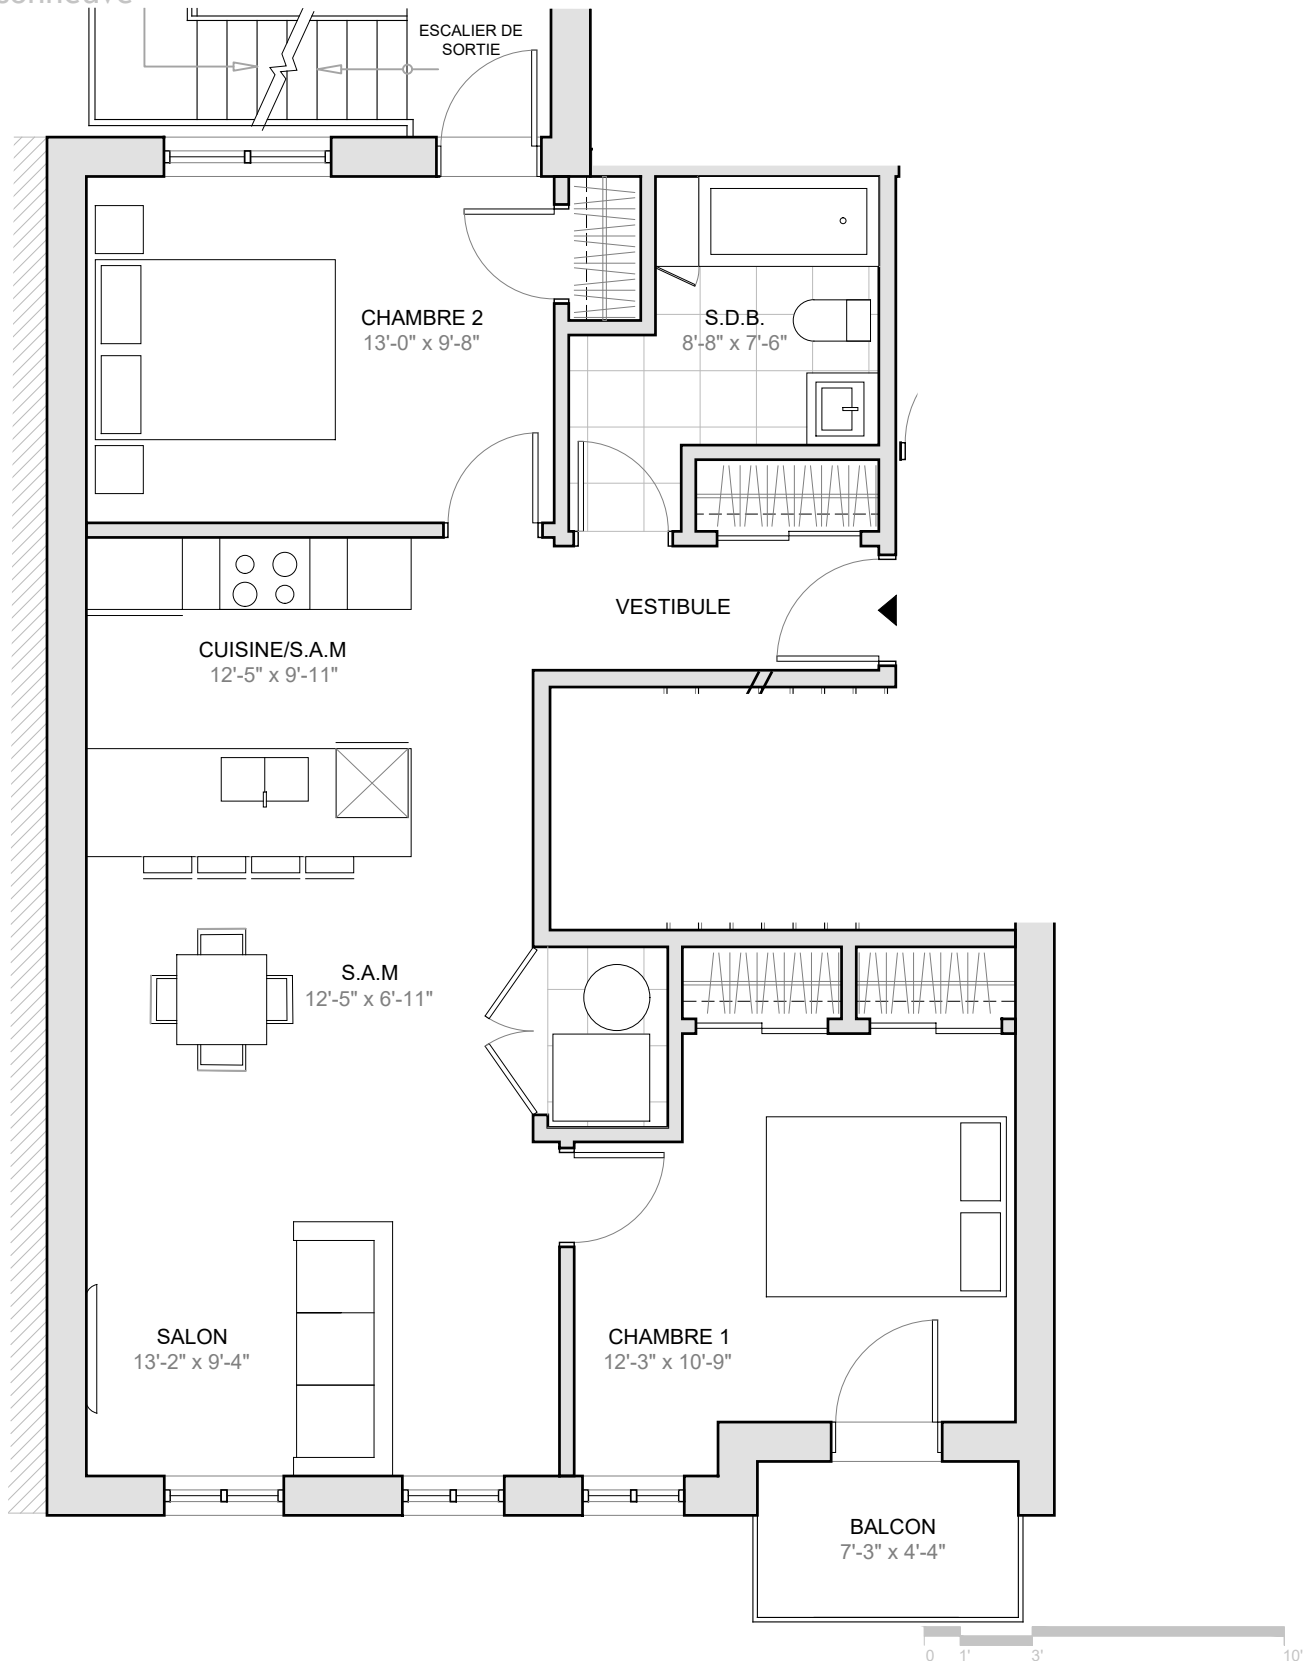 ESCALIER DE
SORTIE
CHAMBRE 2
13'-0" x 9'-8"
S.D.B.
8'-8" x 7'-6"
VESTIBULE
CUISINE/S.A.M
12'-5" x 9'-11"
S.A.M
12'-5" x 6'-11"
SALON
13'-2" x 9'-4"
CHAMBRE 1
12'-3" x 10'-9"
BALCON
7'-3" x 4'-4"
0 1' 3' 10'